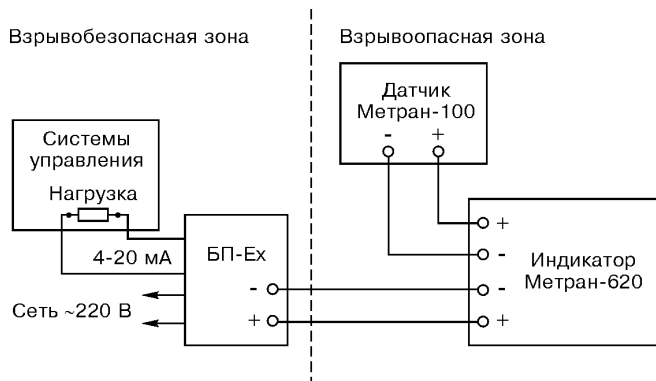 Взрывобезопасная зона
Взрывоопасная зона
Датчик
Метран-100
- +
Системы
управления
Нагрузка
4-20 мА
БП-Ех
Сеть ~220 В
-
+
+
-
-
+
Индикатор
Метран-620